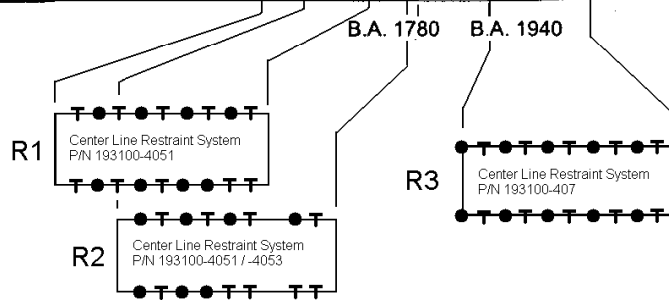 B.A. 1780 B.A. 1940
R1
Center Line Restraint System
P/N 193100-4051
R3
Center Line Restraint System
P/N 193100-407
R2
Center Line Restraint System
P/N 193100-4051 / -4053